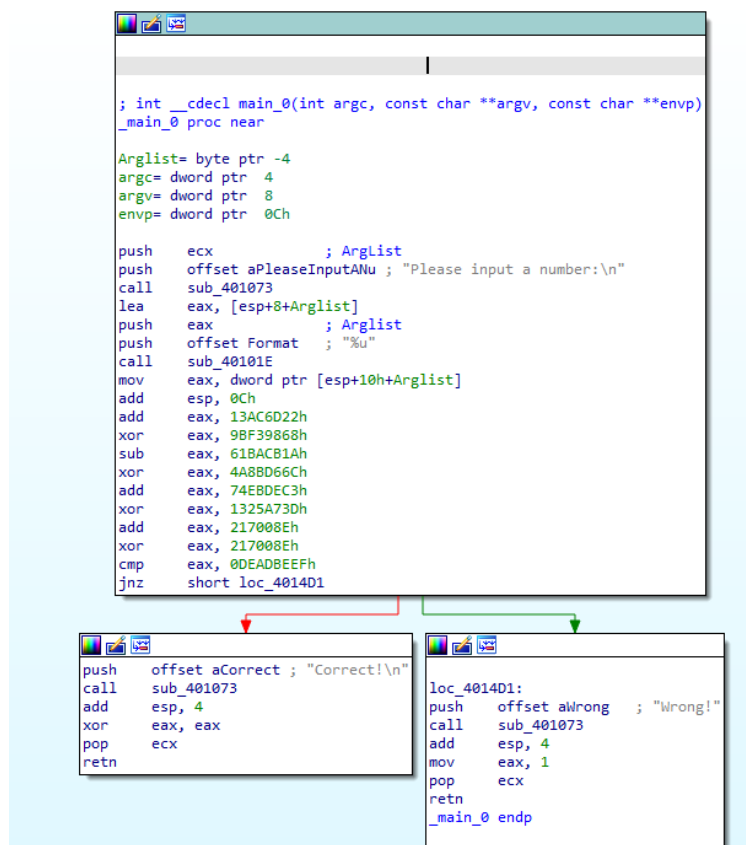 ; int __cdecl main_0(int argc, const char **argv, const char **envp)
_main_0 proc near
Arglist= byte ptr -4
argc= dword ptr  4
argv= dword ptr  8
envp= dword ptr  0Ch
push    ecx             ; ArgList
push    offset aPleaseInputANu ; "Please input a number:\n"
call    sub_401073
lea     eax, [esp+8+Arglist]
push    eax             ; Arglist
push    offset Format   ; "%u"
call    sub_40101E
mov     eax, dword ptr [esp+10h+Arglist]
add     esp, 0Ch
add     eax, 13AC6D22h
xor     eax, 9BF39868h
sub     eax, 61BACB1Ah
xor     eax, 4A8BD66Ch
add     eax, 74EBDEC3h
xor     eax, 1325A73Dh
add     eax, 217008Eh
xor     eax, 217008Eh
cmp     eax, 0DEADBEEFh
jnz     short loc_4014D1
push    offset aCorrect ; "Correct!\n"
call    sub_401073
add     esp, 4
xor     eax, eax
pop     ecx
retn
loc_4014D1:
push    offset aWrong   ; "Wrong!"
call    sub_401073
add     esp, 4
mov     eax, 1
pop     ecx
retn
_main_0 endp